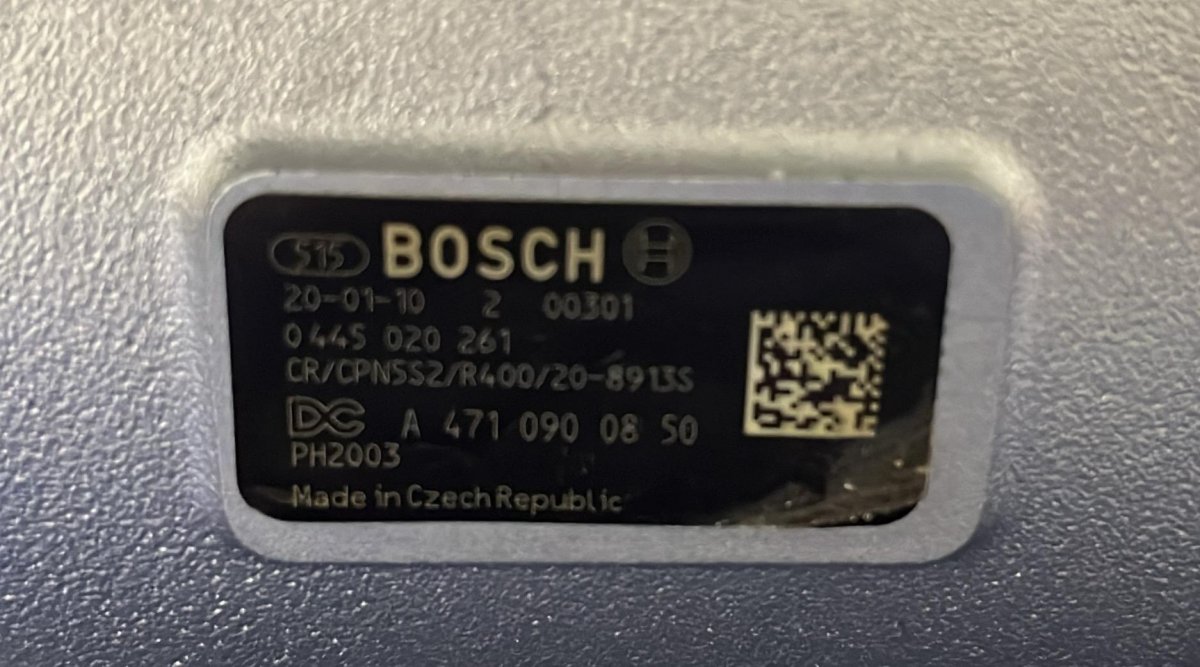 515 BOSCH
20-01-10 2 00301
0 445 020 261
CR/CPN5S2/R400/20-8913S
DC A 471 090 08 50
PH2003
Made in Czech Republic